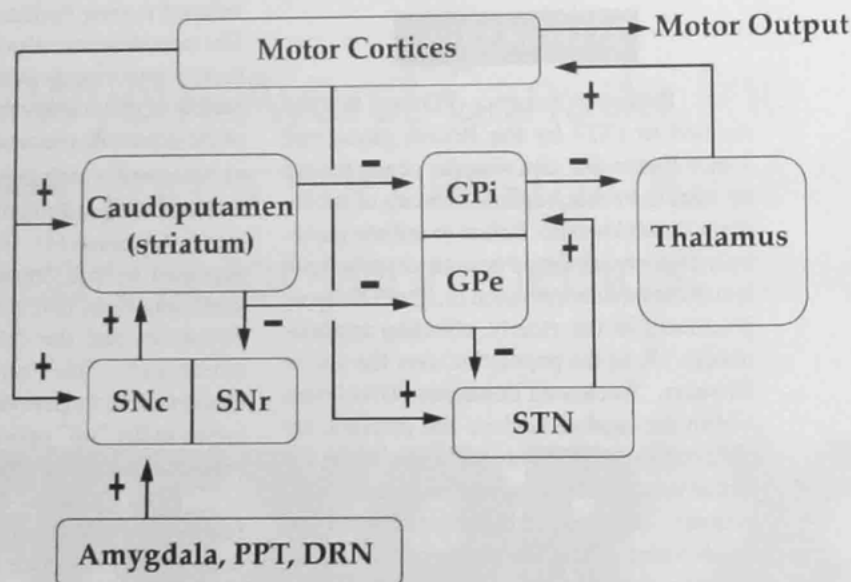 Motor Cortices
Motor Output
+
+
Caudoputamen
(striatum)
-
GPi
-
Thalamus
+
-
GPe
+
-
-
+
SNc
SNr
+
STN
+
Amygdala, PPT, DRN